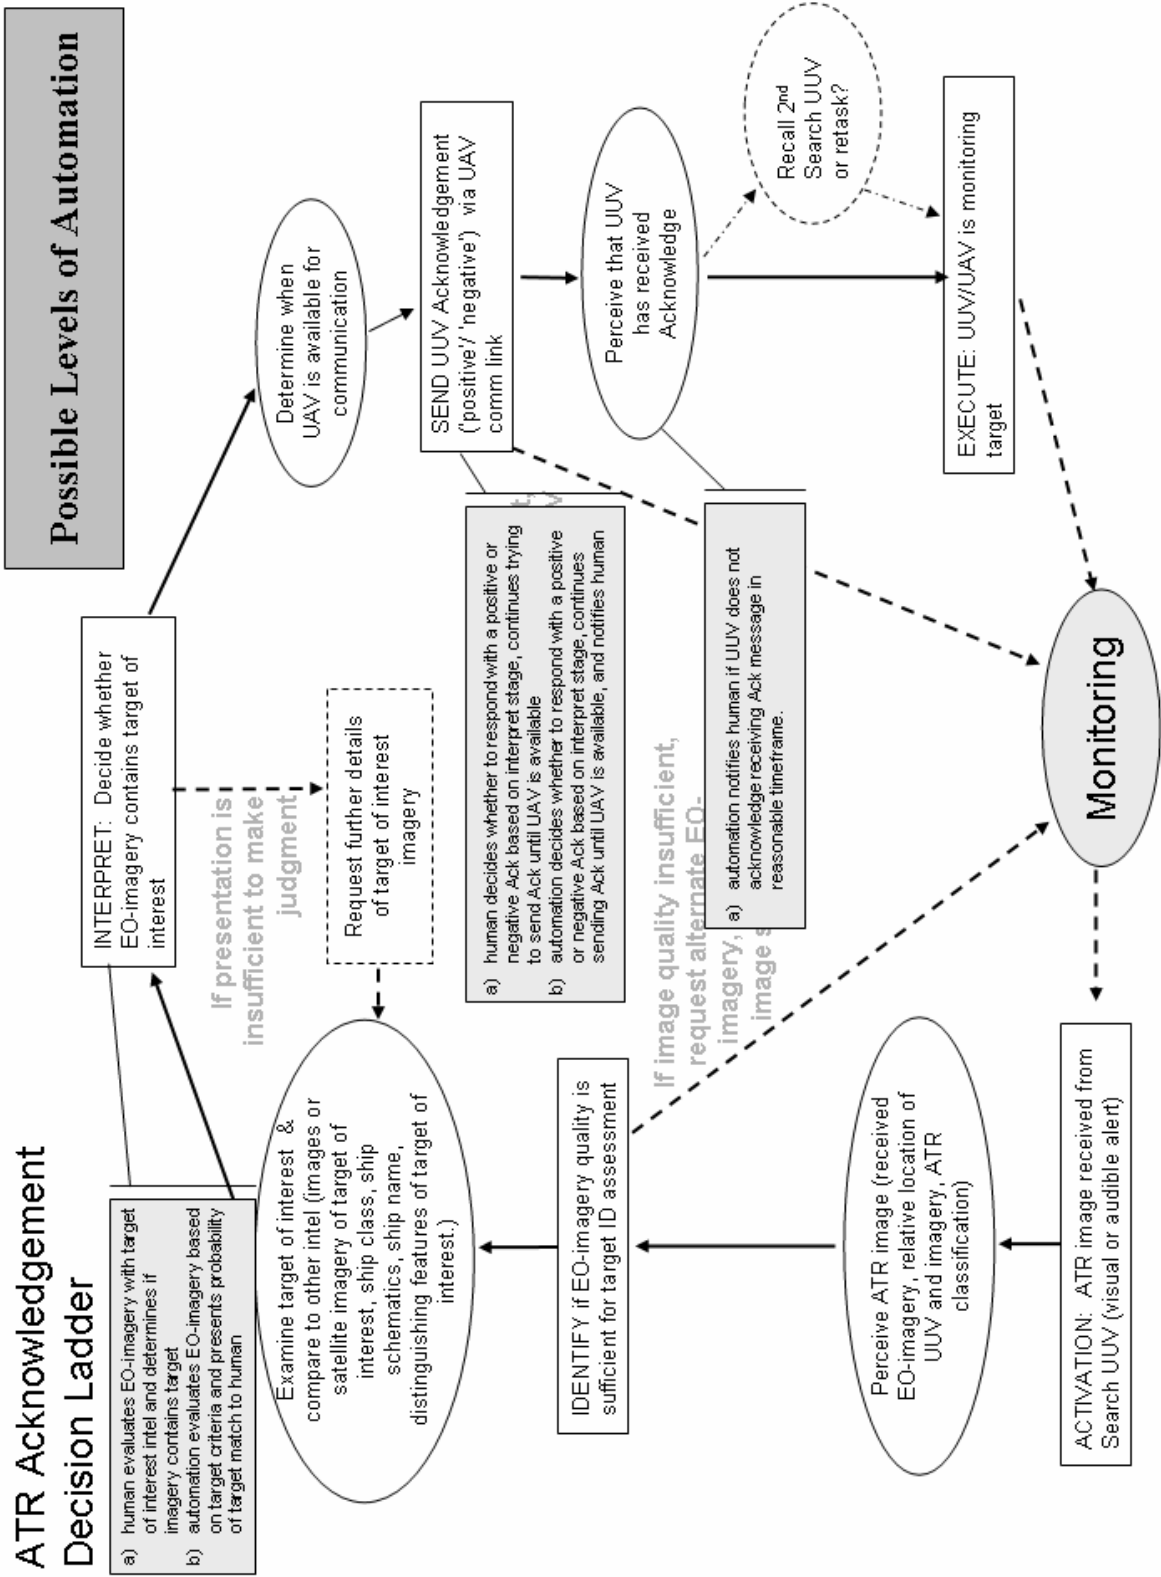 ATR Acknowledgement
Decision Ladder
Possible Levels of Automation
a) human evaluates EO-imagery with target
of interest intel and determines if
imagery contains target
b) automation evaluates EO-imagery based
on target criteria and presents probability
of target match to human
INTERPRET: Decide whether
EO-imagery contains target of
interest
If presentation is
insufficient to make
judgment
Examine target of interest &
compare to other intel (images or
satellite imagery of target of
interest, ship class, ship
schematics, ship name,
distinguishing features of target of
interest.)
Request further details
of target of interest
imagery
Determine when
UAV is available for
communication
SEND UUV Acknowledgement
('positive'/ 'negative') via UAV
comm link
a) human decides whether to respond with a positive or
negative Ack based on interpret stage, continues trying
to send Ack until UAV is available
b) automation decides whether to respond with a positive
or negative Ack based on interpret stage, continues
sending Ack until UAV is available, and notifies human
IDENTIFY if EO-imagery quality is
sufficient for target ID assessment
If image quality insufficient,
request alternate EO-
imagery,
image
Perceive that UUV
has received
Acknowledge
a) automation notifies human if UUV does not
acknowledge receiving Ack message in
reasonable timeframe.
Recall 2nd
Search UUV
or retask?
Perceive ATR image (received
EO-imagery, relative location of
UUV and imagery, ATR
classification)
EXECUTE: UUV/UAV is monitoring
target
ACTIVATION: ATR image received from
Search UUV (visual or audible alert)
Monitoring